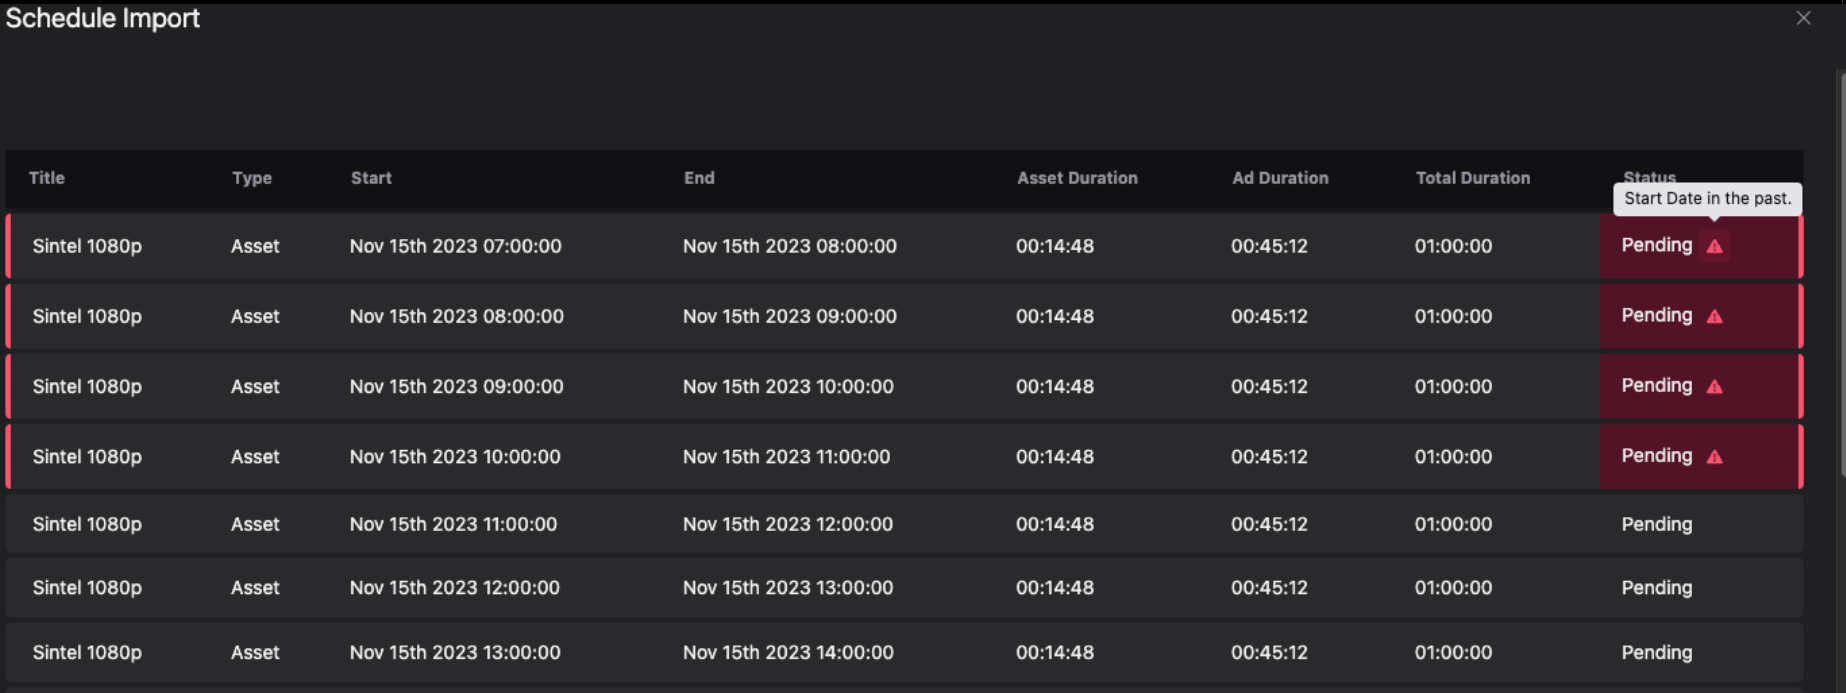 Schedule Import
Title Type Start End Asset Duration Ad Duration Total Duration Status
Start Date in the past.
Sintel 1080p Asset Nov 15th 2023 07:00:00 Nov 15th 2023 08:00:00 00:14:48 00:45:12 01:00:00 Pending
Sintel 1080p Asset Nov 15th 2023 08:00:00 Nov 15th 2023 09:00:00 00:14:48 00:45:12 01:00:00 Pending
Sintel 1080p Asset Nov 15th 2023 09:00:00 Nov 15th 2023 10:00:00 00:14:48 00:45:12 01:00:00 Pending
Sintel 1080p Asset Nov 15th 2023 10:00:00 Nov 15th 2023 11:00:00 00:14:48 00:45:12 01:00:00 Pending
Sintel 1080p Asset Nov 15th 2023 11:00:00 Nov 15th 2023 12:00:00 00:14:48 00:45:12 01:00:00 Pending
Sintel 1080p Asset Nov 15th 2023 12:00:00 Nov 15th 2023 13:00:00 00:14:48 00:45:12 01:00:00 Pending
Sintel 1080p Asset Nov 15th 2023 13:00:00 Nov 15th 2023 14:00:00 00:14:48 00:45:12 01:00:00 Pending